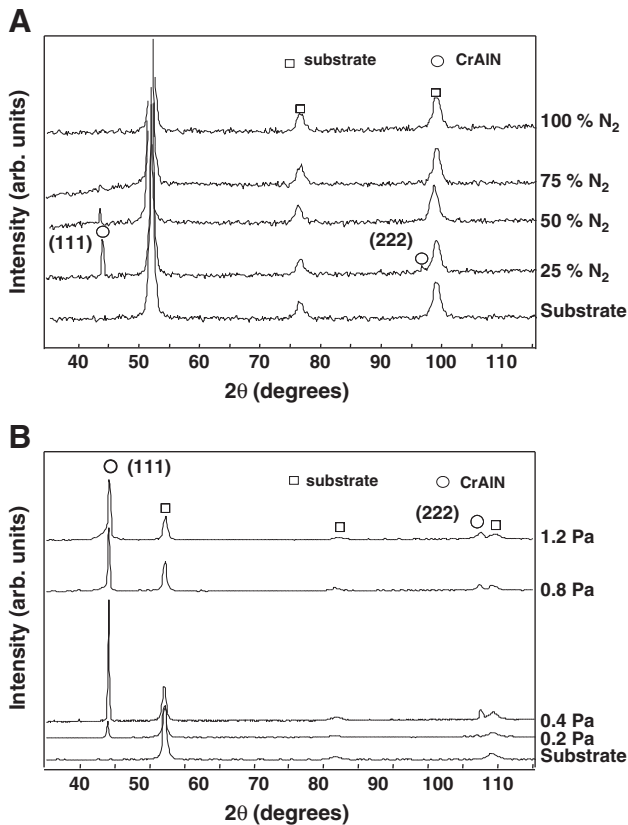 A
substrate CrAlN
100 % N2
75 % N2
50 % N2
(111) (222)
25 % N2
Substrate
40 50 60 70 80 90 100 110
2θ (degrees)
Intensity (arb. units)
B
(111)
substrate CrAlN
(222)
1.2 Pa
0.8 Pa
0.4 Pa
0.2 Pa
Substrate
40 50 60 70 80 90 100 110
2θ (degrees)
Intensity (arb. units)